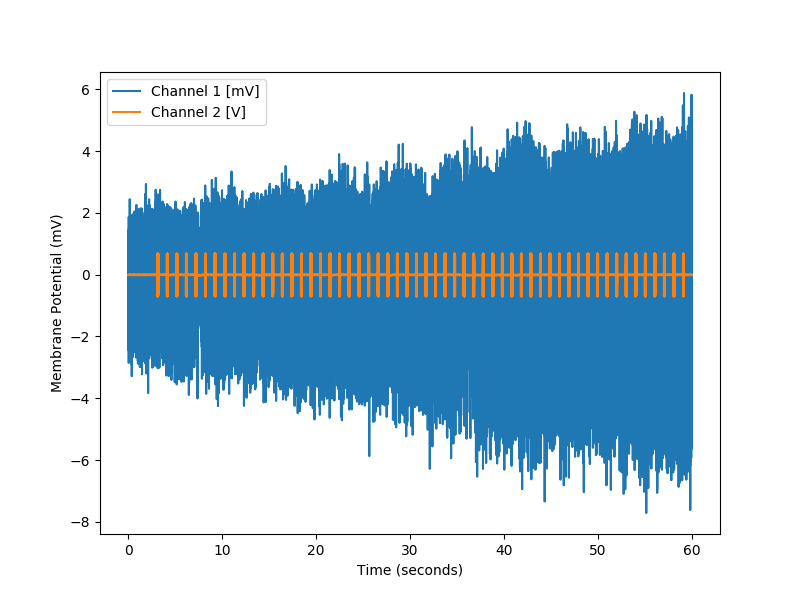 Channel 1 [mV]
Channel 2 [V]
6
4
2
0
−2
−4
−6
−8
Membrane Potential (mV)
0 10 20 30 40 50 60
Time (seconds)